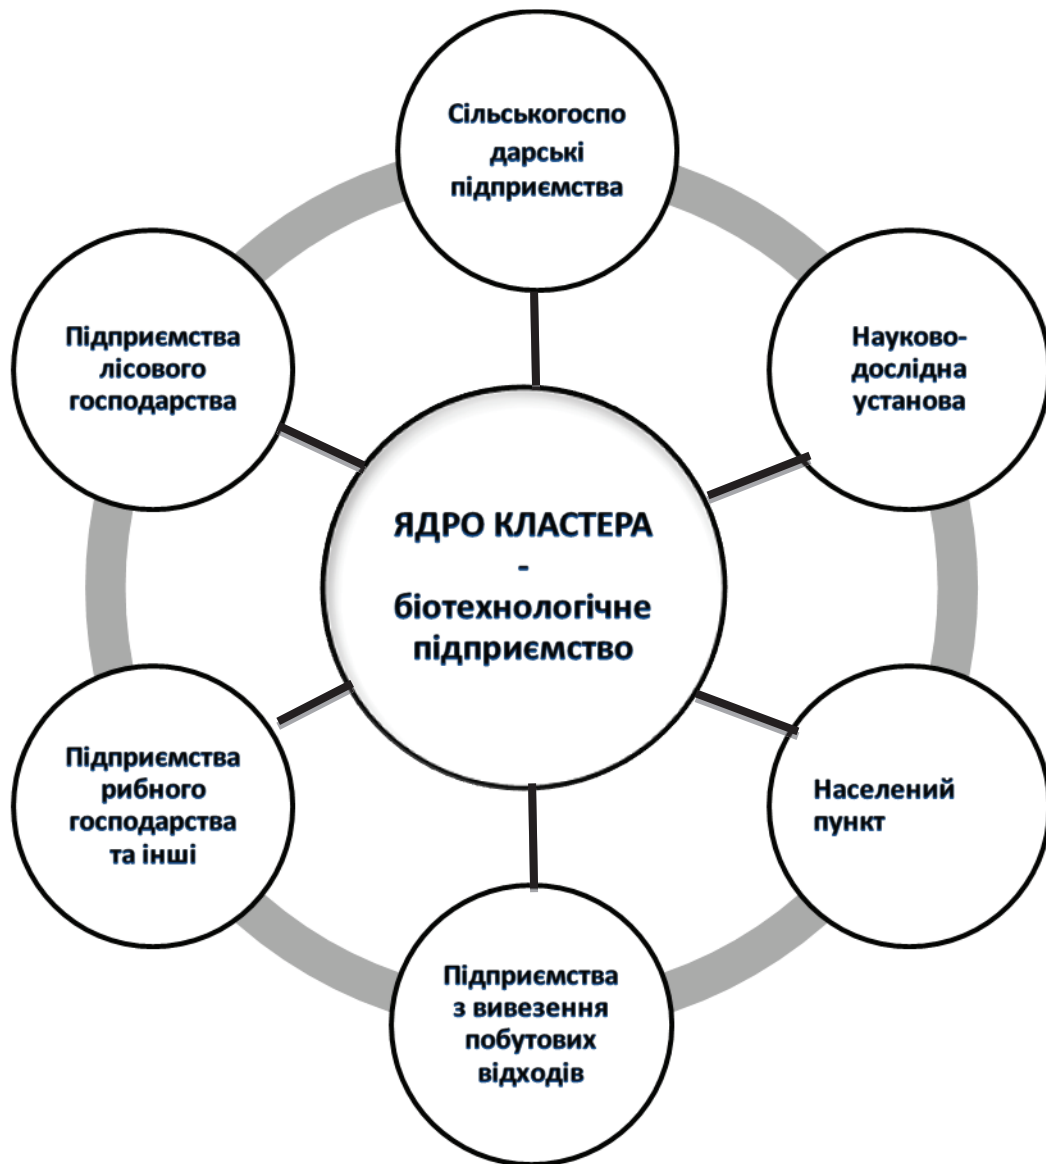 Сільськогоспо
дарські
підприємства
Науково-
дослідна
установа
Населений
пункт
Підприємства
з вивезення
побутових
відходів
Підприємства
рибного
господарства
та інші
Підприємства
лісового
господарства
ЯДРО КЛАСТЕРА
-
біотехнологічне
підприємство